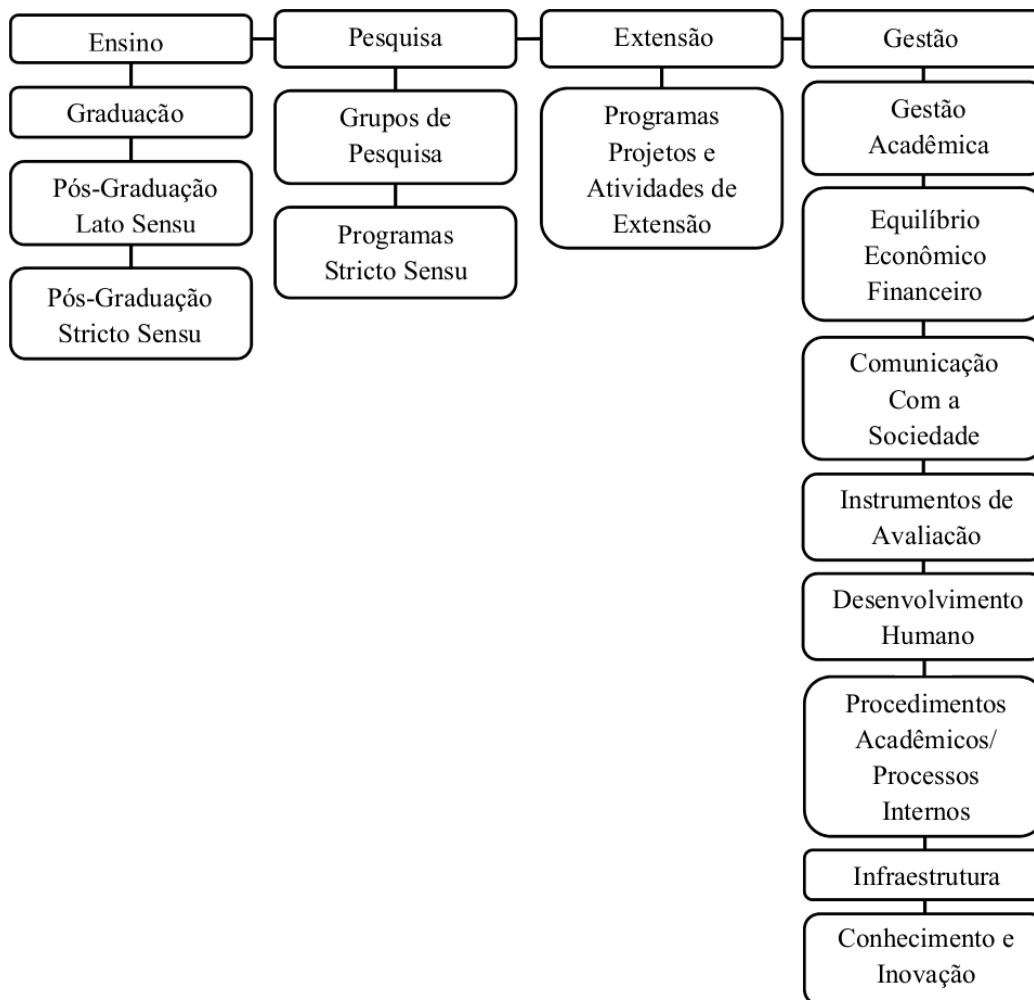 Ensino
Graduação
Pós-Graduação
Lato Sensu
Pós-Graduação
Stricto Sensu
Pesquisa
Grupos de
Pesquisa
Programas
Stricto Sensu
Extensão
Programas
Projetos e
Atividades de
Extensão
Gestão
Gestão
Acadêmica
Equilíbrio
Econômico
Financeiro
Comunicação
Com a
Sociedade
Instrumentos de
Avaliação
Desenvolvimento
Humano
Procedimentos
Acadêmicos/
Processos
Internos
Infraestrutura
Conhecimento e
Inovação